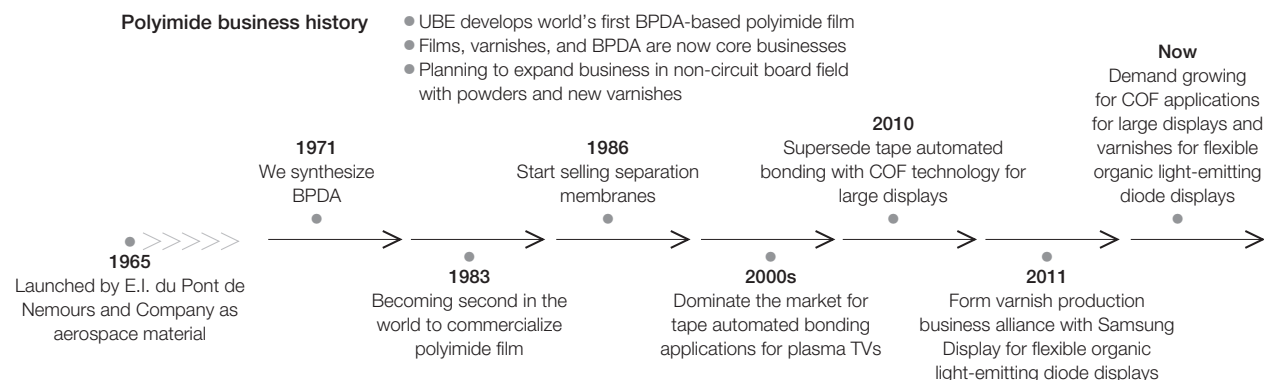 Polyimide business history
UBE develops world’s first BPDA-based polyimide film
Films, varnishes, and BPDA are now core businesses
Planning to expand business in non-circuit board field
with powders and new varnishes
1965
Launched by E.I. du Pont de
Nemours and Company as
aerospace material
1971
We synthesize
BPDA
1983
Becoming second in the
world to commercialize
polyimide film
1986
Start selling separation
membranes
2000s
Dominate the market for
tape automated bonding
applications for plasma TVs
2010
Supersede tape automated
bonding with COF technology for
large displays
2011
Form varnish production
business alliance with Samsung
Display for flexible organic
light-emitting diode displays
Now
Demand growing
for COF applications
for large displays and
varnishes for flexible
organic light-emitting
diode displays